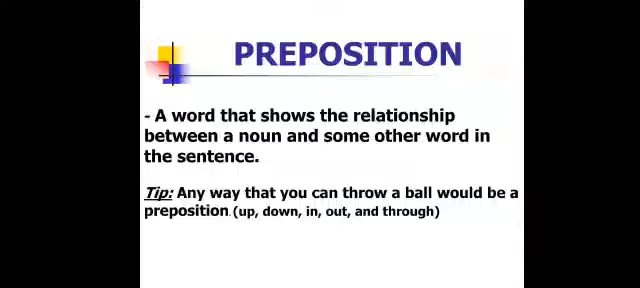 PREPOSITION
- A word that shows the relationship
between a noun and some other word in
the sentence.
Tip: Any way that you can throw a ball would be a
preposition.(up, down, in, out, and through)